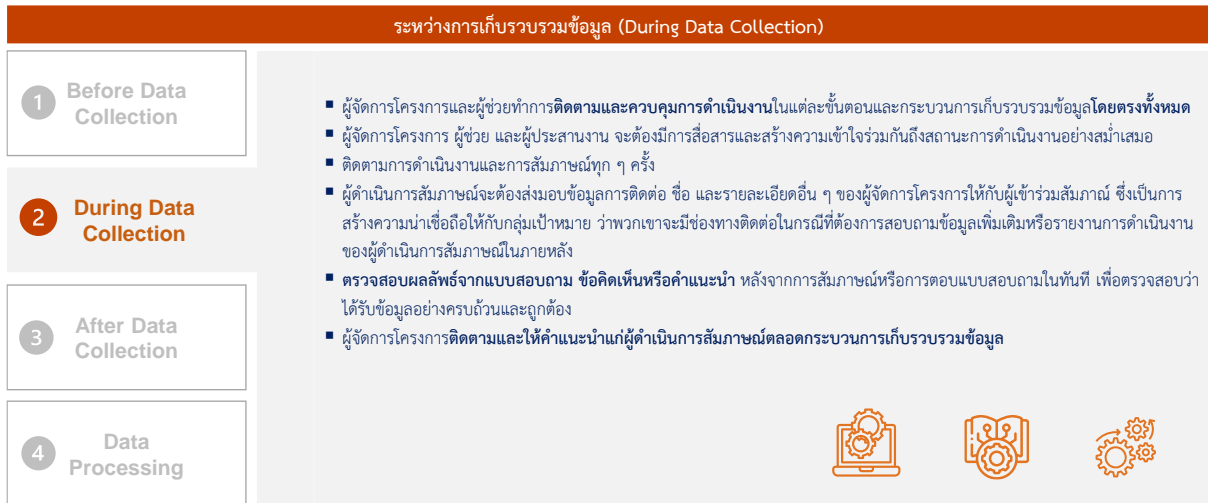 ระหว่างการเก็บรวบรวมข้อมูล (During Data Collection)
1 Before Data
Collection
2 During Data
Collection
3 After Data
Collection
4 Data
Processing
▪ ผู้จัดการโครงการและผู้ช่วยทำการติดตามและควบคุมการดำเนินงานในแต่ละขั้นตอนและกระบวนการเก็บรวบรวมข้อมูลโดยตรงทั้งหมด
▪ ผู้จัดการโครงการ ผู้ช่วย และผู้ประสานงาน จะต้องมีการสื่อสารและสร้างความเข้าใจร่วมกันถึงสถานะการดำเนินงานอย่างสม่ำเสมอ
▪ ติดตามการดำเนินงานและการสัมภาษณ์ทุก ๆ ครั้ง
▪ ผู้ดำเนินการสัมภาษณ์จะต้องส่งมอบข้อมูลการติดต่อ ชื่อ และรายละเอียดอื่น ๆ ของผู้จัดการโครงการให้กับผู้เข้าร่วมสัมภาณ์ ซึ่งเป็นการ
สร้างความน่าเชื่อถือให้กับกลุ่มเป้าหมาย ว่าพวกเขาจะมีช่องทางติดต่อในกรณีที่ต้องการสอบถามข้อมูลเพิ่มเติมหรือรายงานการดำเนินงาน
ของผู้ดำเนินการสัมภาษณ์ในภายหลัง
▪ ตรวจสอบผลลัพธ์จากแบบสอบถาม ข้อคิดเห็นหรือคำแนะนำ หลังจากการสัมภาษณ์หรือการตอบแบบสอบถามในทันที เพื่อตรวจสอบว่า
ได้รับข้อมูลอย่างครบถ้วนและถูกต้อง
▪ ผู้จัดการโครงการติดตามและให้คำแนะนำแก่ผู้ดำเนินการสัมภาษณ์ตลอดกระบวนการเก็บรวบรวมข้อมูล